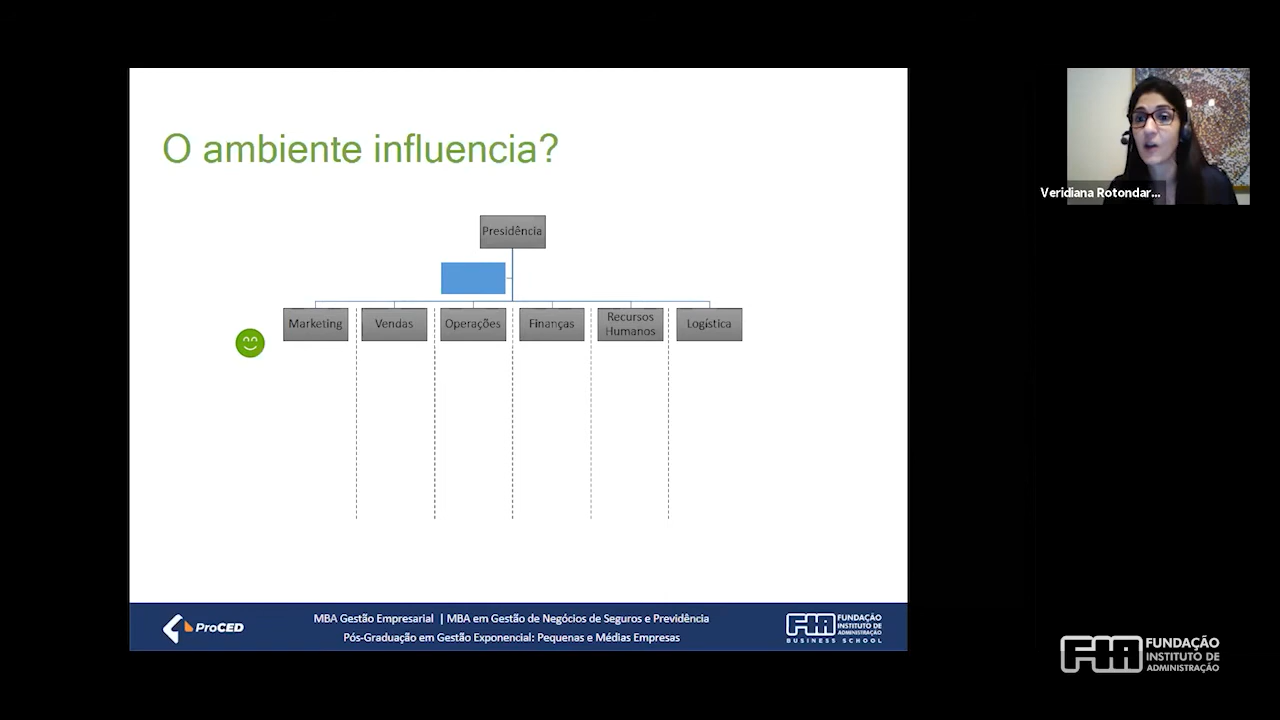 O ambiente influencia?
Presidência
Marketing
Vendas
Operações
Finanças
Recursos
Humanos
Logística
ProCED
MBA Gestão Empresarial | MBA em Gestão de Negócios de Seguros e Previdência
Pós-Graduação em Gestão Exponencial: Pequenas e Médias Empresas
FIA FUNDAÇÃO
INSTITUTO DE
ADMINISTRAÇÃO
BUSINESS SCHOOL
Veridiana Rotondar...
FIA FUNDAÇÃO
INSTITUTO DE
ADMINISTRAÇÃO